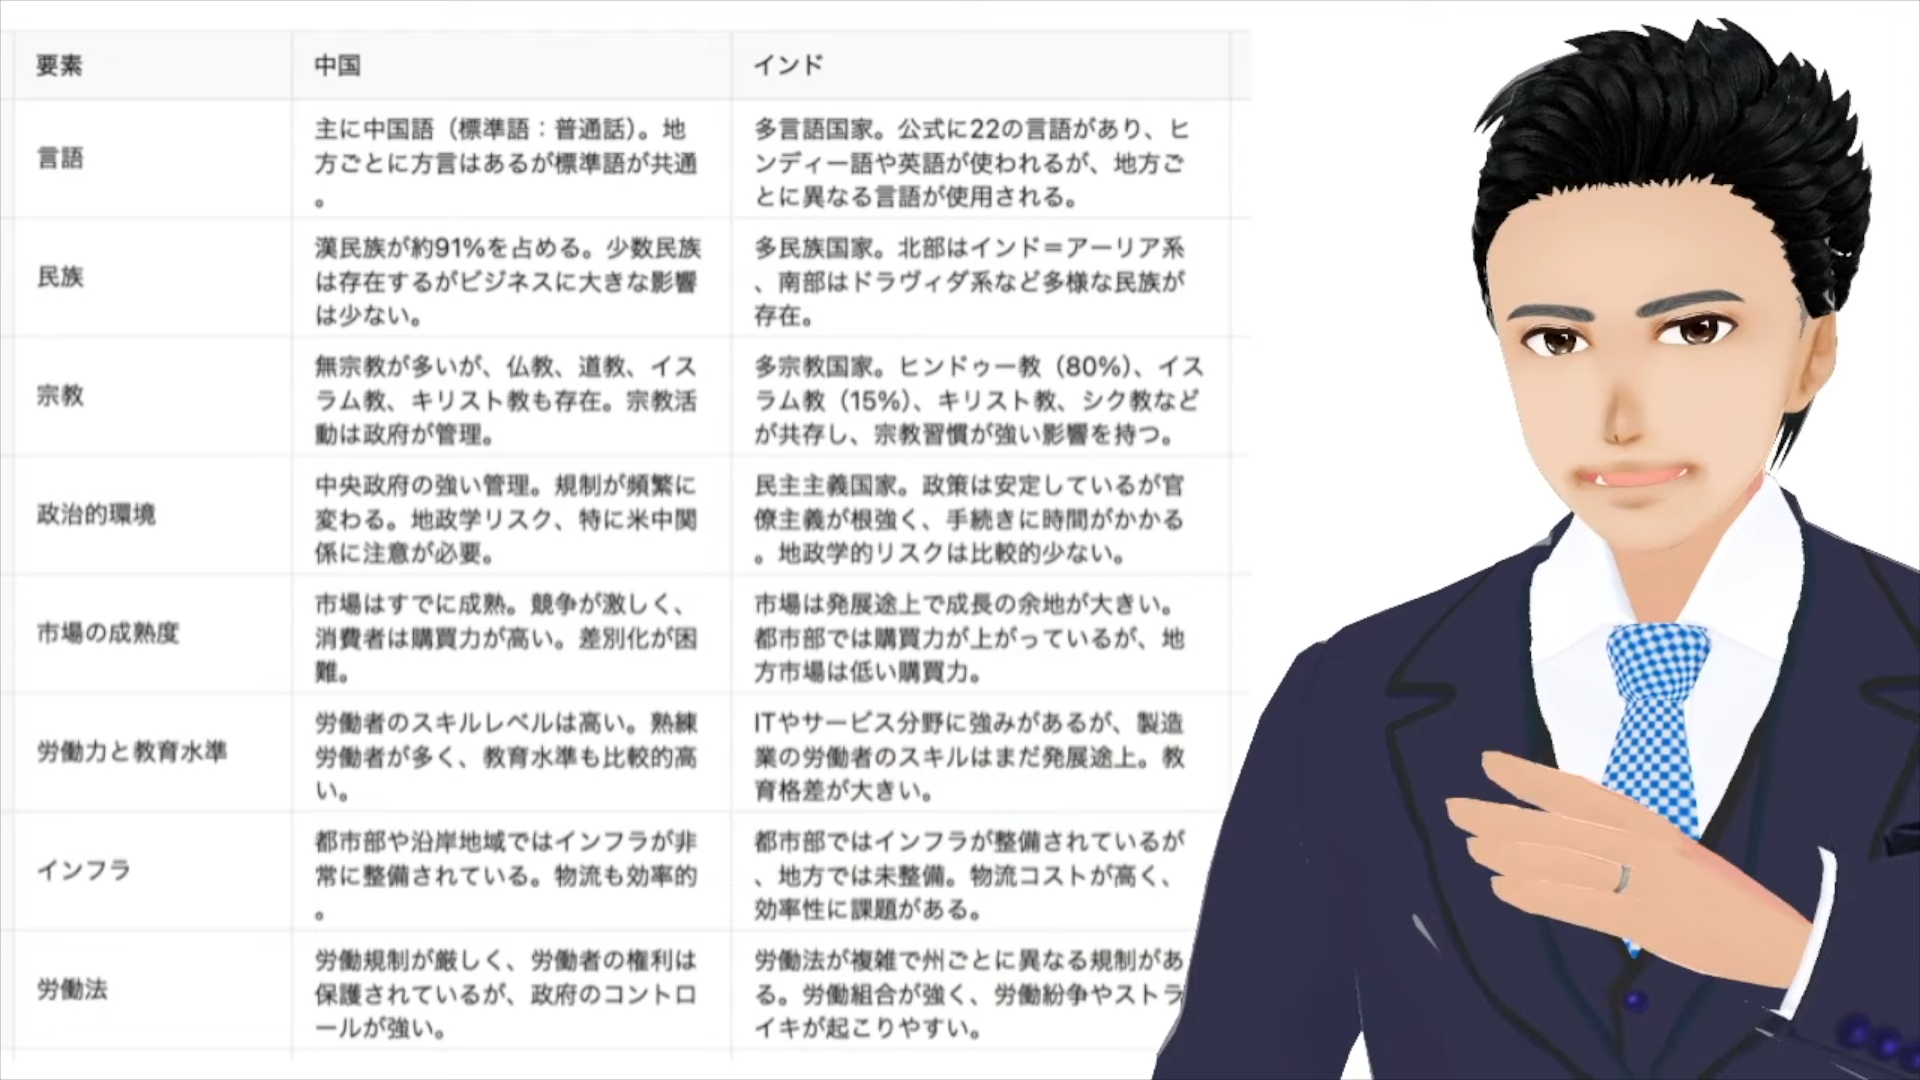 要素
中国
インド
言語
主に中国語（標準語：普通話）。地
方ごとに方言はあるが標準語が共通
。
多言語国家。公式に22の言語があり、ヒ
ンディー語や英語が使われるが、地方ご
とに異なる言語が使用される。
民族
漢民族が約91%を占める。少数民族
は存在するがビジネスに大きな影響
は少ない。
多民族国家。北部はインド＝アーリア系
、南部はドラヴィダ系など多様な民族が
存在。
宗教
無宗教が多いが、仏教、道教、イス
ラム教、キリスト教も存在。宗教活
動は政府が管理。
多宗教国家。ヒンドゥー教（80%）、イス
ラム教（15%）、キリスト教、シク教など
が共存し、宗教習慣が強い影響を持つ。
政治的環境
中央政府の強い管理。規制が頻繁に
変わる。地政学リスク、特に米中関
係に注意が必要。
民主主義国家。政策は安定しているが官
僚主義が根強く、手続きに時間がかかる
。地政学的リスクは比較的少ない。
市場の成熟度
市場はすでに成熟。競争が激しく、
消費者は購買力が高い。差別化が困
難。
市場は発展途上で成長の余地が大きい。
都市部では購買力が上がっているが、地
方市場は低い購買力。
労働力と教育水準
労働者のスキルレベルは高い。熟練
労働者が多く、教育水準も比較的高
い。
ITやサービス分野に強みがあるが、製造
業の労働者のスキルはまだ発展途上。教
育格差が大きい。
インフラ
都市部や沿岸地域ではインフラが非
常に整備されている。物流も効率的
。
都市部ではインフラが整備されているが
、地方では未整備。物流コストが高く、
効率性に課題がある。
労働法
労働規制が厳しく、労働者の権利は
保護されているが、政府のコントロ
ールが強い。
労働法が複雑で州ごとに異なる規制があ
る。労働組合が強く、労働紛争やストラ
イキが起こりやすい。